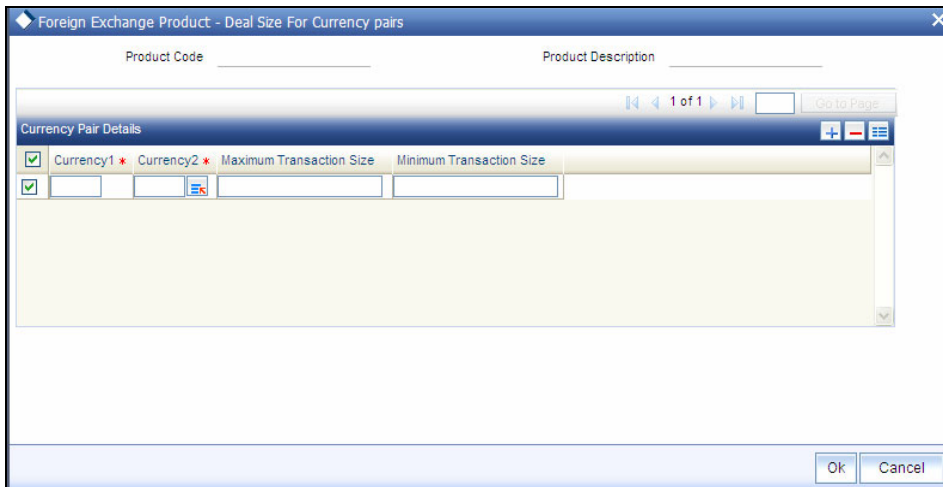 Foreign Exchange Product - Deal Size For Currency pairs
Product Code Product Description
1 of 1 Go to Page
Currency Pair Details
Currency1 * Currency2 * Maximum Transaction Size Minimum Transaction Size
Ok Cancel